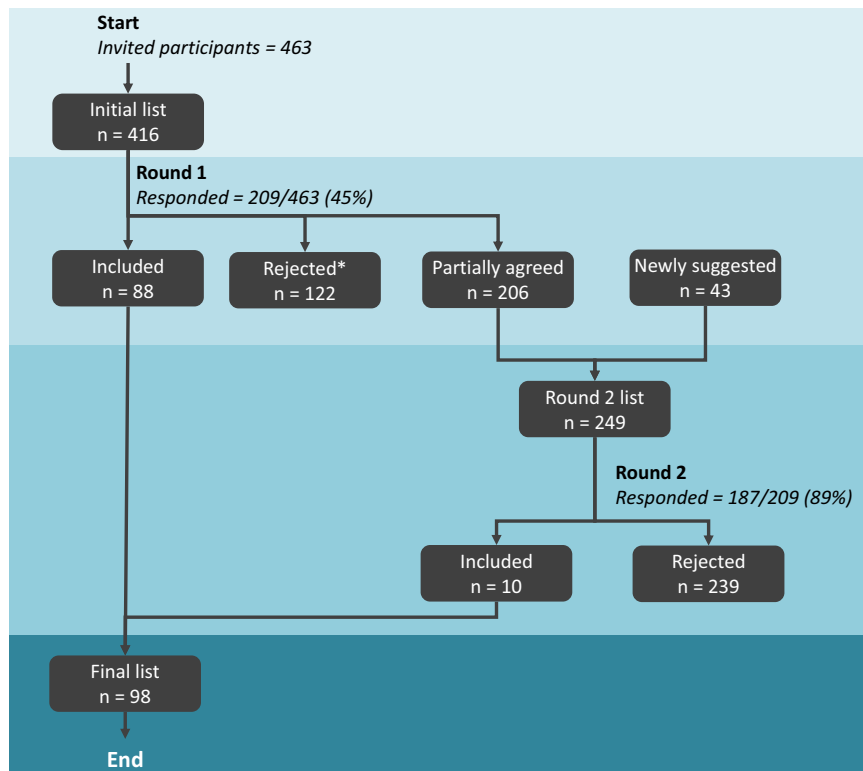 Start
Invited participants = 463
Initial list
n = 416
Round 1
Responded = 209/463 (45%)
Included
n = 88
Rejected*
n = 122
Partially agreed
n = 206
Newly suggested
n = 43
Round 2 list
n = 249
Round 2
Responded = 187/209 (89%)
Included
n = 10
Rejected
n = 239
Final list
n = 98
End